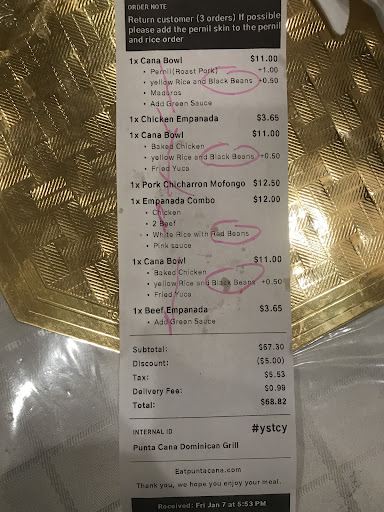 ORDER NOTE
Return customer (3 orders) If possible
please add the pernil skin to the pernil
and rice order
1x Cana Bowl $11.00
• Pernil(Roast Pork) +1.00
• yellow Rice and Black Beans +0.50
• Maduros
• Add Green Sauce
1x Chicken Empanada $3.65
1x Cana Bowl $11.00
• Baked Chicken
• yellow Rice and Black Beans +0.50
• Fried Yuca
1x Pork Chicharron Mofongo $12.50
1x Empanada Combo $12.00
• Chicken
• 2 Beef
• White Rice with Red Beans
• Pink sauce
1x Cana Bowl $11.00
• Baked Chicken
• yellow Rice and Black Beans +0.50
• Fried Yuca
1x Beef Empanada $3.65
• Add Green Sauce
Subtotal: $67.30
Discount: ($5.00)
Tax: $5.53
Delivery Fee: $0.99
Total: $68.82
INTERNAL ID #ystcy
Punta Cana Dominican Grill
Eatpuntacana.com
Thank you, we hope you enjoy your meal.
Received: Fri Jan 7 at 5:53 PM